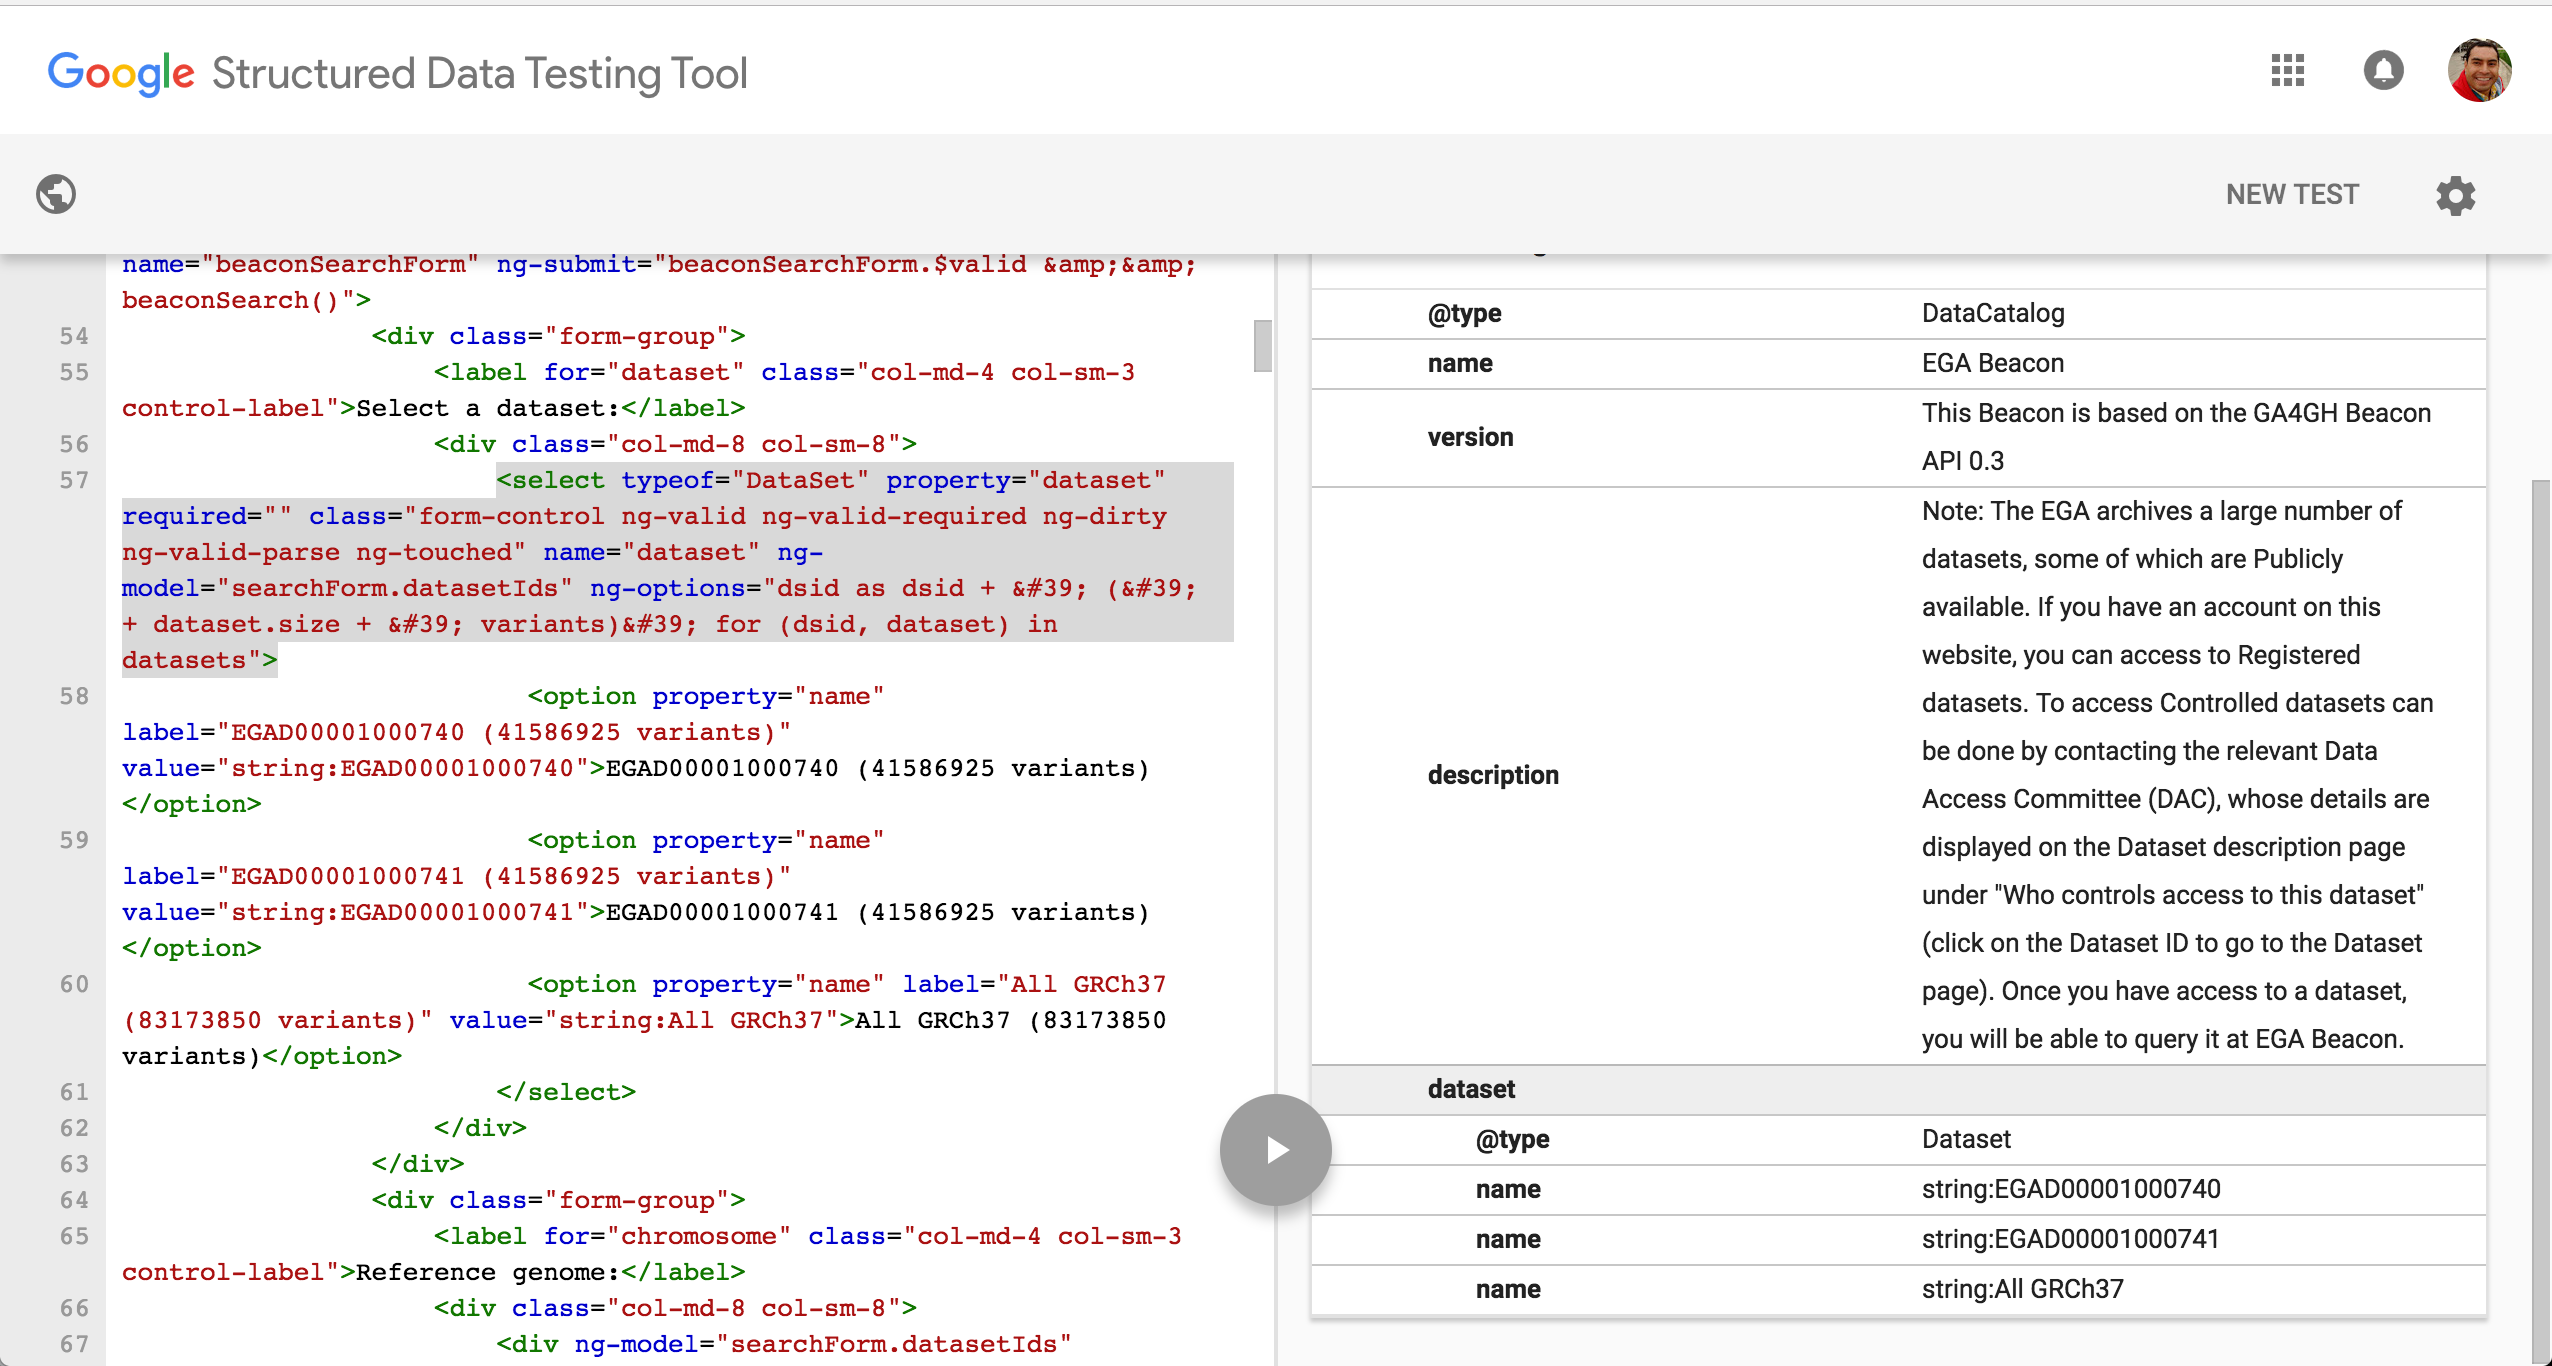 Google Structured Data Testing Tool
NEW TEST
name="beaconSearchForm" ng-submit="beaconSearchForm.$valid &amp;&amp;
beaconSearch()">
54 <div class="form-group">
55 <label for="dataset" class="col-md-4 col-sm-3
control-label">Select a dataset:</label>
56 <div class="col-md-8 col-sm-8">
57 <select typeof="DataSet" property="dataset"
required="" class="form-control ng-valid ng-valid-required ng-dirty
ng-valid-parse ng-touched" name="dataset" ng-
model="searchForm.datasetIds" ng-options="dsid as dsid + &#39; (&#39;
+ dataset.size + &#39; variants)&#39; for (dsid, dataset) in
datasets">
58 <option property="name"
label="EGAD00001000740 (41586925 variants)"
value="string:EGAD00001000740">EGAD00001000740 (41586925 variants)
</option>
59 <option property="name"
label="EGAD00001000741 (41586925 variants)"
value="string:EGAD00001000741">EGAD00001000741 (41586925 variants)
</option>
60 <option property="name" label="All GRCh37
(83173850 variants)" value="string:All GRCh37">All GRCh37 (83173850
variants)</option>
61 </select>
62 </div>
63 </div>
64 <div class="form-group">
65 <label for="chromosome" class="col-md-4 col-sm-3
control-label">Reference genome:</label>
66 <div class="col-md-8 col-sm-8">
67 <div ng-model="searchForm.datasetIds"
@type DataCatalog
name EGA Beacon
version This Beacon is based on the GA4GH Beacon
API 0.3
description Note: The EGA archives a large number of
datasets, some of which are Publicly
available. If you have an account on this
website, you can access to Registered
datasets. To access Controlled datasets can
be done by contacting the relevant Data
Access Committee (DAC), whose details are
displayed on the Dataset description page
under "Who controls access to this dataset"
(click on the Dataset ID to go to the Dataset
page). Once you have access to a dataset,
you will be able to query it at EGA Beacon.
dataset
@type Dataset
name string:EGAD00001000740
name string:EGAD00001000741
name string:All GRCh37